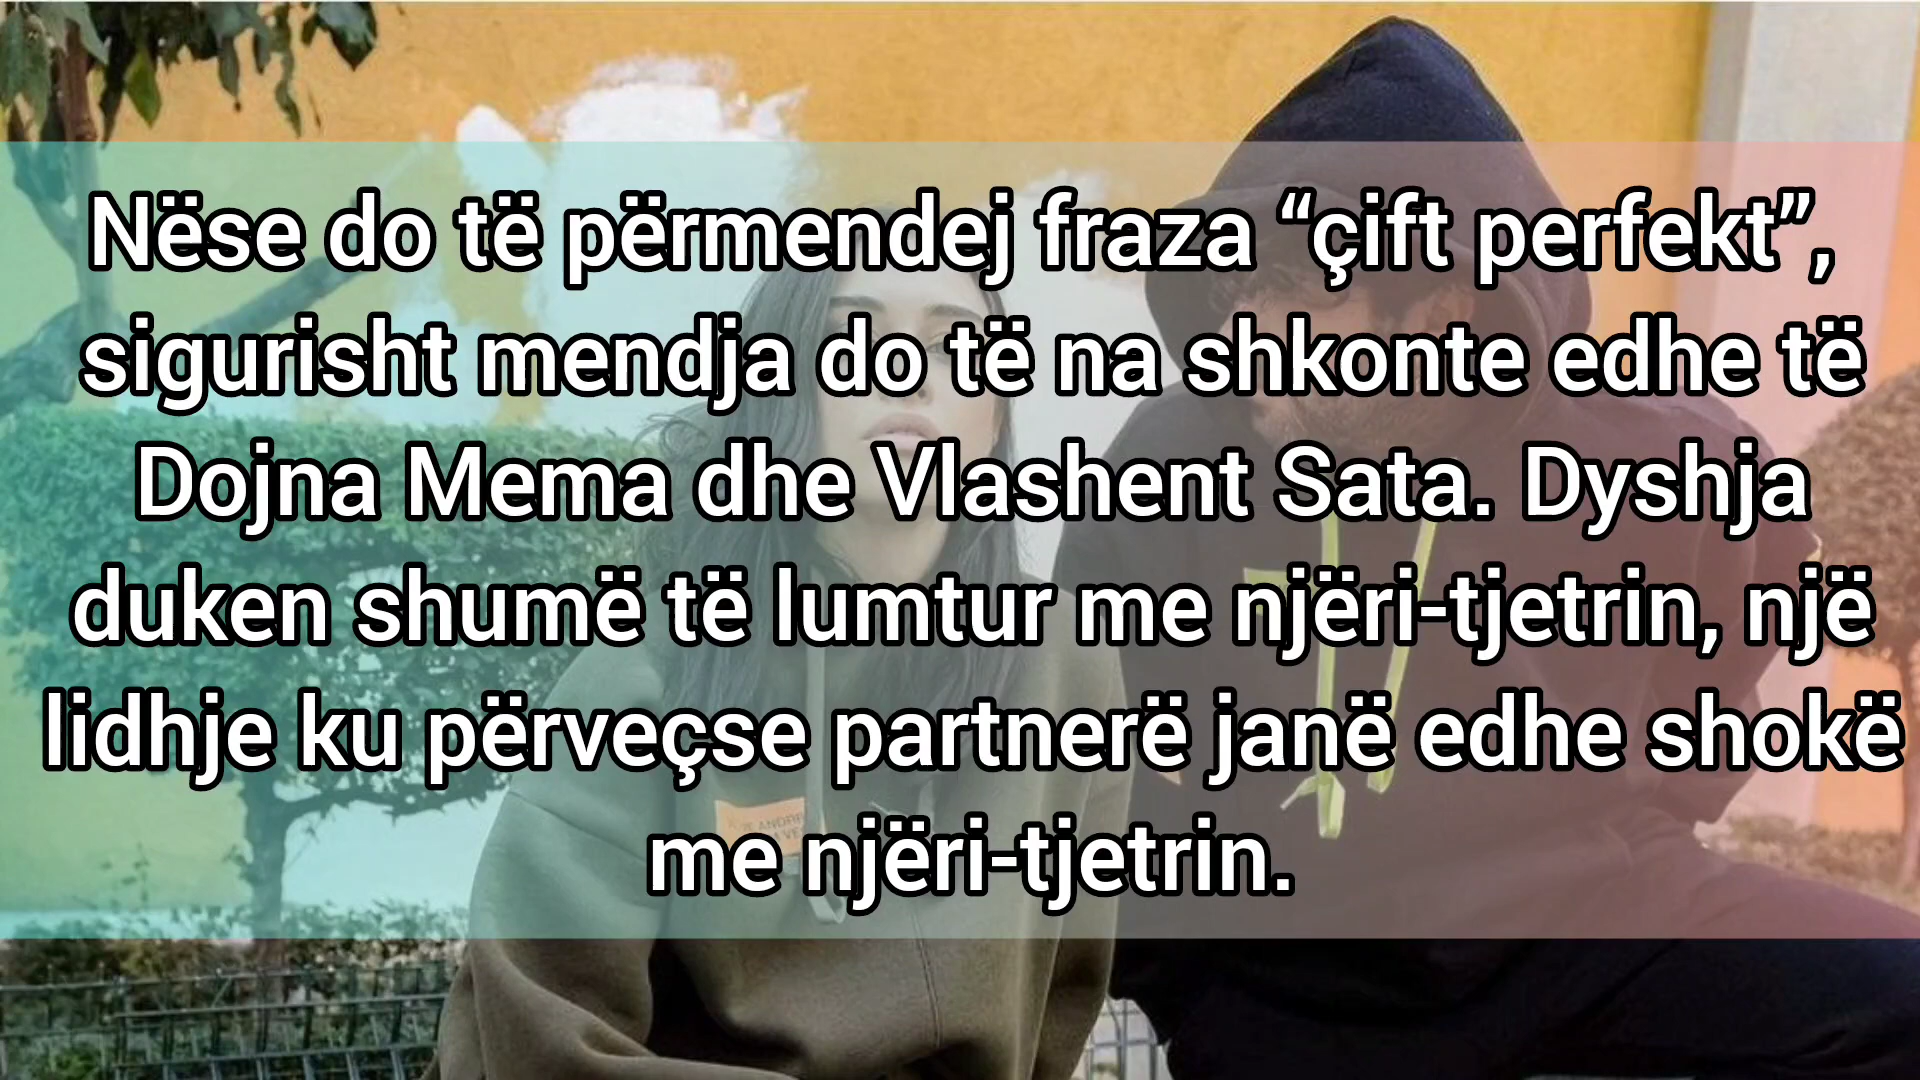 Nëse do të përmendej fraza “çift perfekt”,
sigurisht mendja do të na shkonte edhe të
Dojna Mema dhe Vlashent Sata. Dyshja
duken shumë të lumtur me njëri-tjetrin, një
lidhje ku përveçse partnerë janë edhe shokë
me njëri-tjetrin.